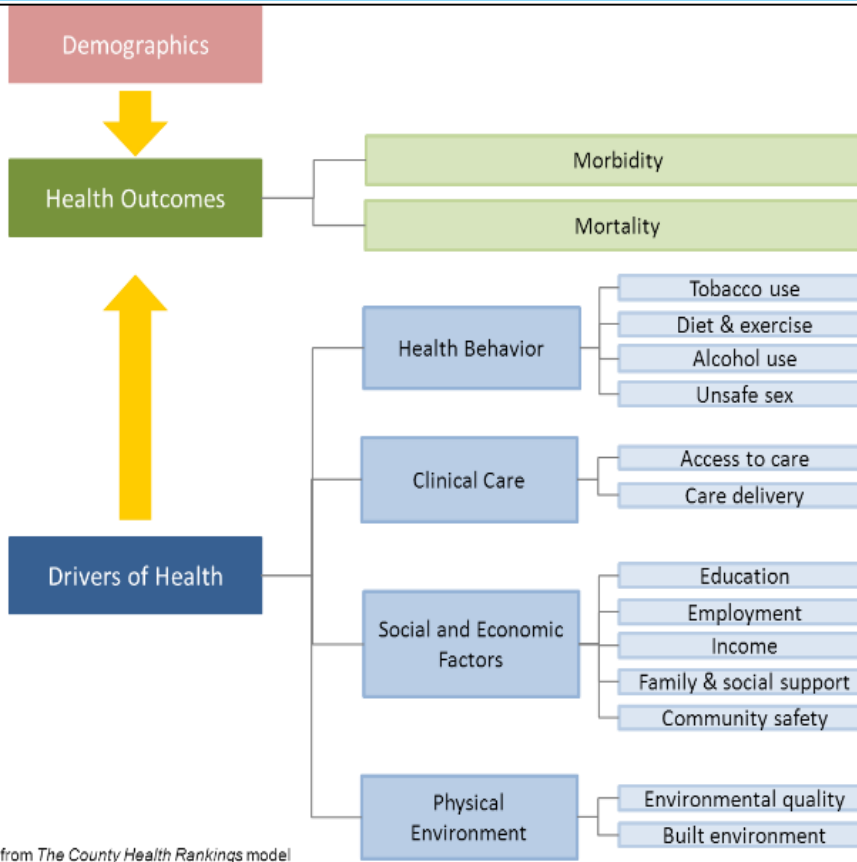 Demographics
Health Outcomes
Morbidity
Mortality
Drivers of Health
Health Behavior
Tobacco use
Diet & exercise
Alcohol use
Unsafe sex
Clinical Care
Access to care
Care delivery
Social and Economic
Factors
Education
Employment
Income
Family & social support
Community safety
Physical
Environment
Environmental quality
Built environment
from The County Health Rankings model